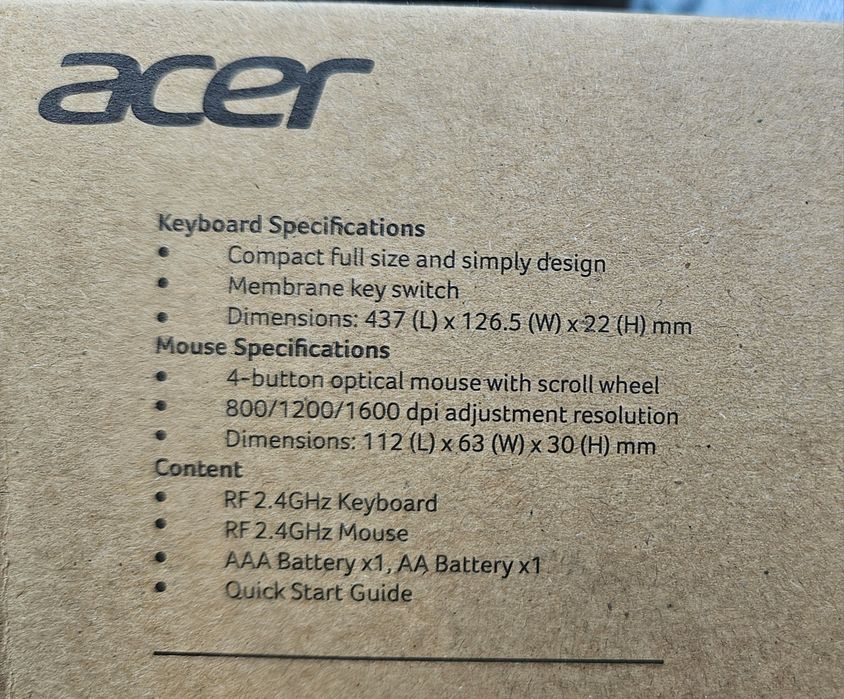 acer
Keyboard Specifications
• Compact full size and simply design
• Membrane key switch
• Dimensions: 437 (L) x 126.5 (W) x 22 (H) mm
Mouse Specifications
• 4-button optical mouse with scroll wheel
• 800/1200/1600 dpi adjustment resolution
• Dimensions: 112 (L) x 63 (W) x 30 (H) mm
Content
• RF 2.4GHz Keyboard
• RF 2.4GHz Mouse
• AAA Battery x1, AA Battery x1
• Quick Start Guide